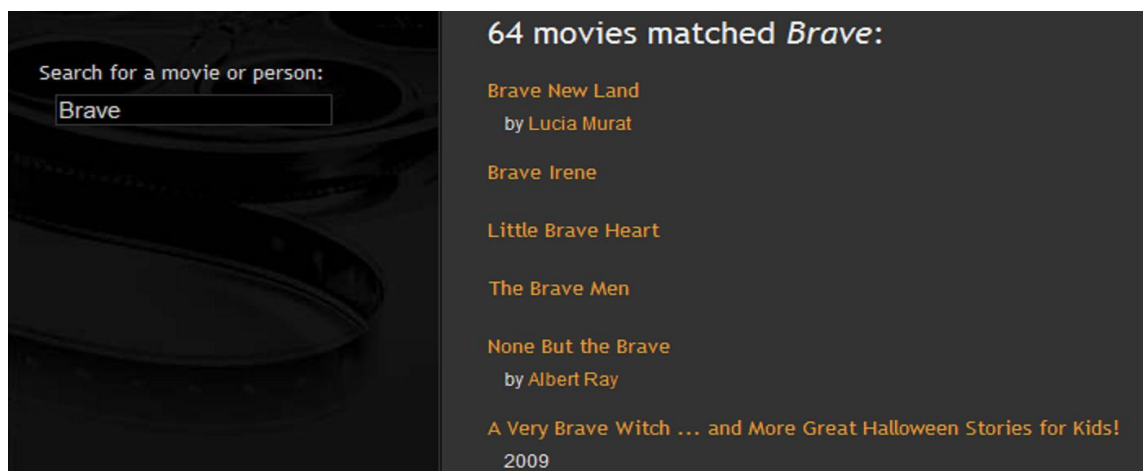 Search for a movie or person:
Brave
64 movies matched Brave:
Brave New Land
by Lucia Murat
Brave Irene
Little Brave Heart
The Brave Men
None But the Brave
by Albert Ray
A Very Brave Witch ... and More Great Halloween Stories for Kids!
2009